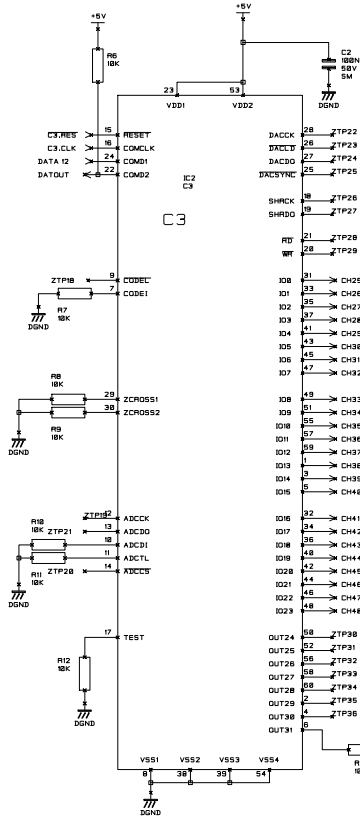 +5V
+5V
R6
10K
C2
100N
50V
SM
DGND
23
53
VDD1
VDD2
C3.RES 15 RESET
C3.CLK 16 COMCLK
DATA 12 24 COMD1
DATOUT 22 COMD2
IC2
C3
C3
DACCK 28 ZTP22
DACLD 26 ZTP23
DACDO 27 ZTP24
DACSYNC 25 ZTP25
SHACK 18 ZTP26
SHADO 19 ZTP27
RD 21 ZTP28
WR 20 ZTP29
ZTP18 9 CODEL
7 CODEI
R7
10K
DGND
IO0 31 CH25
IO1 33 CH26
IO2 35 CH27
IO3 37 CH28
IO4 41 CH29
IO5 43 CH30
IO6 45 CH31
IO7 47 CH32
R8
10K
29 ZCROSS1
30 ZCROSS2
R9
10K
DGND
IO8 49 CH33
IO9 51 CH34
IO10 55 CH35
IO11 57 CH36
IO12 59 CH37
IO13 1 CH38
IO14 3 CH39
IO15 5 CH40
ZTP19 12 ADCCK
R10
10K
ZTP21 13 ADCDO
10 ADCDI
11 ADCTL
R11
10K
ZTP20 14 ADCCS
DGND
IO16 32 CH41
IO17 34 CH42
IO18 36 CH43
IO19 40 CH44
IO20 42 CH45
IO21 44 CH46
IO22 46 CH47
IO23 48 CH48
17 TEST
R12
10K
DGND
OUT24 50 ZTP30
OUT25 52 ZTP31
OUT26 56 ZTP32
OUT27 58 ZTP33
OUT28 60 ZTP34
OUT29 2 ZTP35
OUT30 4 ZTP36
OUT31 6
R
10
VSS1 VSS2 VSS3 VSS4
8 38 39 54
DGND